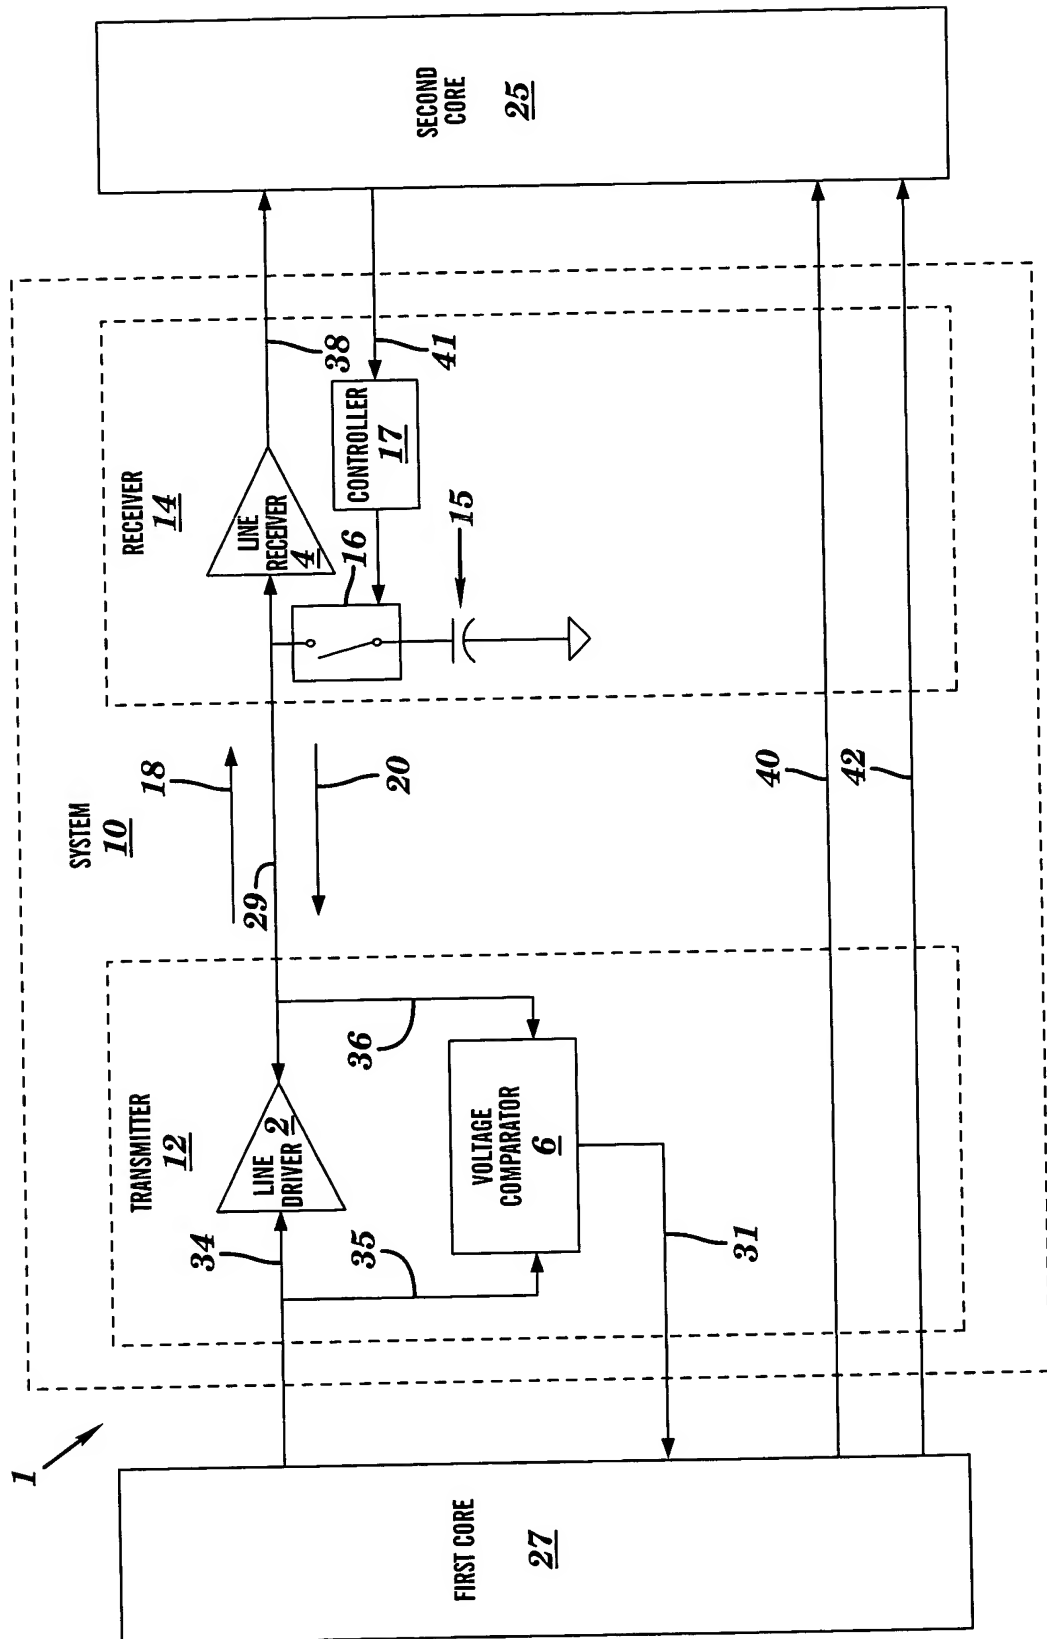 1
SYSTEM
10
FIRST CORE
27
TRANSMITTER
12
34
LINE
DRIVER 2
35
36
VOLTAGE
COMPARATOR
6
31
18
29
20
RECEIVER
14
LINE
RECEIVER
4
38
16
CONTROLLER
17
41
15
40
42
SECOND
CORE
25